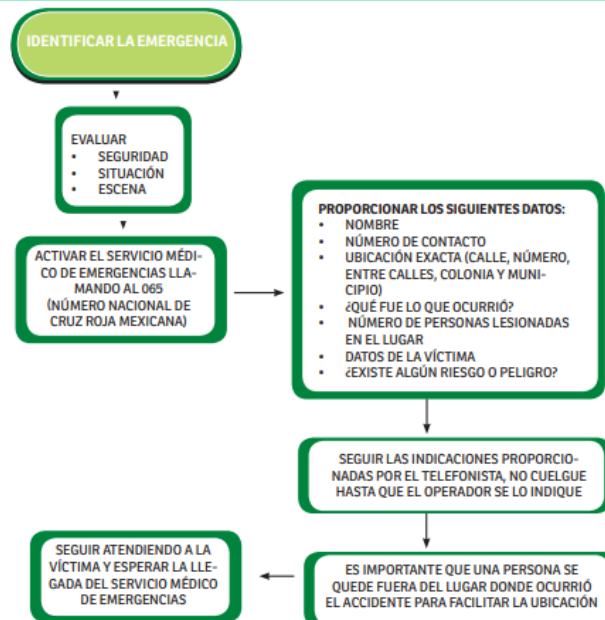 IDENTIFICAR LA EMERGENCIA
EVALUAR
• SEGURIDAD
• SITUACIÓN
• ESCENA
ACTIVAR EL SERVICIO MÉDI-
CO DE EMERGENCIAS LLA-
MANDO AL 065
(NÚMERO NACIONAL DE
CRUZ ROJA MEXICANA)
PROPORCIONAR LOS SIGUIENTES DATOS:
• NOMBRE
• NÚMERO DE CONTACTO
• UBICACIÓN EXACTA (CALLE, NÚMERO,
ENTRE CALLES, COLONIA Y MUNI-
CIPIO)
• ¿QUÉ FUE LO QUE OCURRIÓ?
• NÚMERO DE PERSONAS LESIONADAS
EN EL LUGAR
• DATOS DE LA VÍCTIMA
• ¿EXISTE ALGÚN RIESGO O PELIGRO?
SEGUIR LAS INDICACIONES PROPORCIO-
NADAS POR EL TELEFONISTA, NO CUELGUE
HASTA QUE EL OPERADOR SE LO INDIQUE
ES IMPORTANTE QUE UNA PERSONA SE
QUEDE FUERA DEL LUGAR DONDE OCURRIÓ
EL ACCIDENTE PARA FACILITAR LA UBICACIÓN
SEGUIR ATENDIENDO A LA
VÍCTIMA Y ESPERAR LA LLE-
GADA DEL SERVICIO MÉDICO
DE EMERGENCIAS